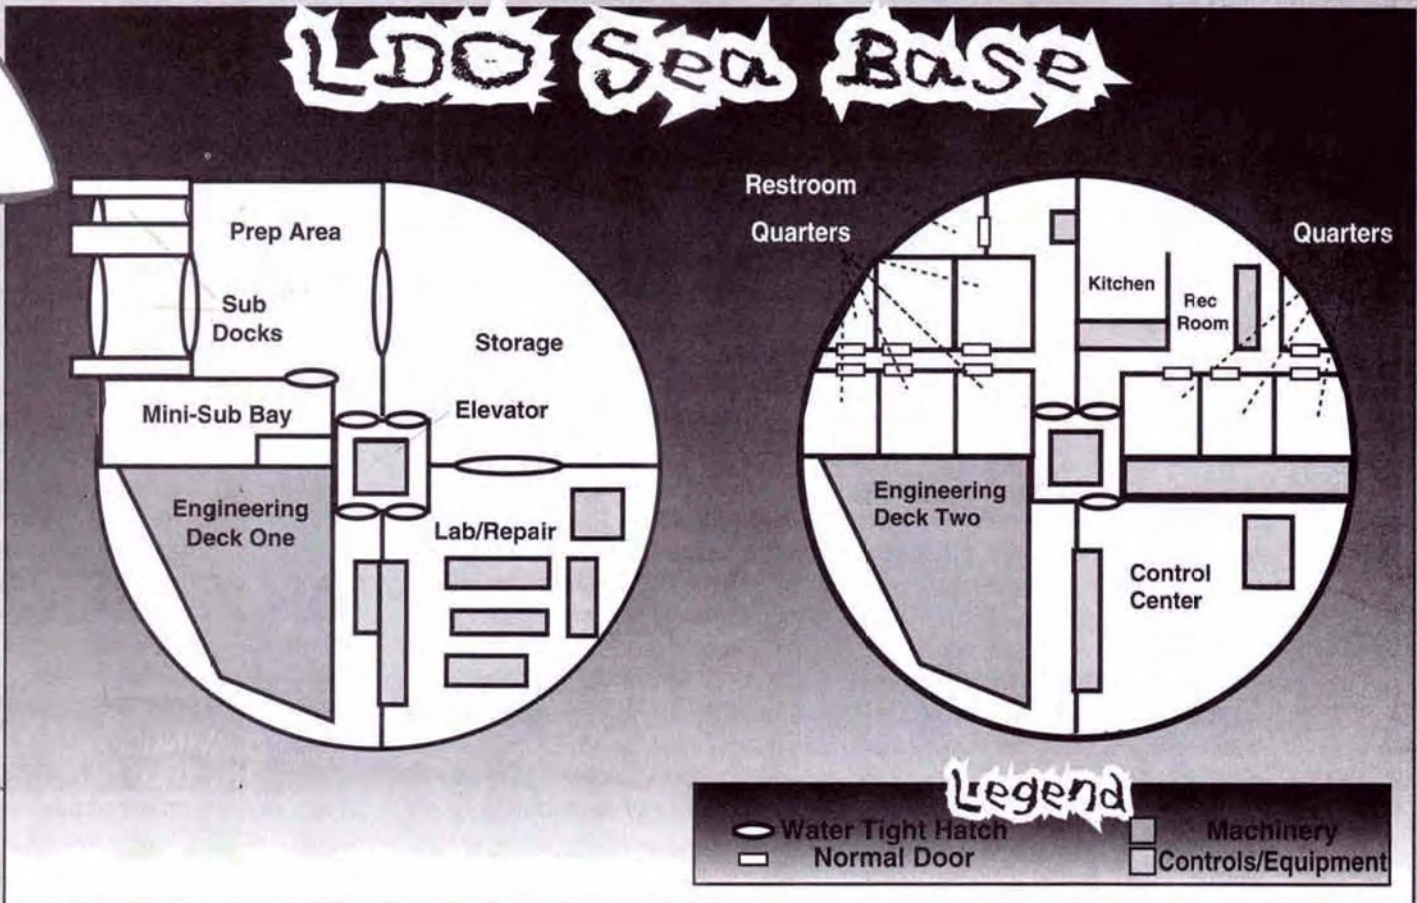 LDO Sea Base
Prep Area
Sub
Docks
Storage
Mini-Sub Bay
Elevator
Engineering
Deck One
Lab/Repair
Restroom
Quarters
Quarters
Kitchen
Rec
Room
Engineering
Deck Two
Control
Center
Legend
Water Tight Hatch
Machinery
Normal Door
Controls/Equipment